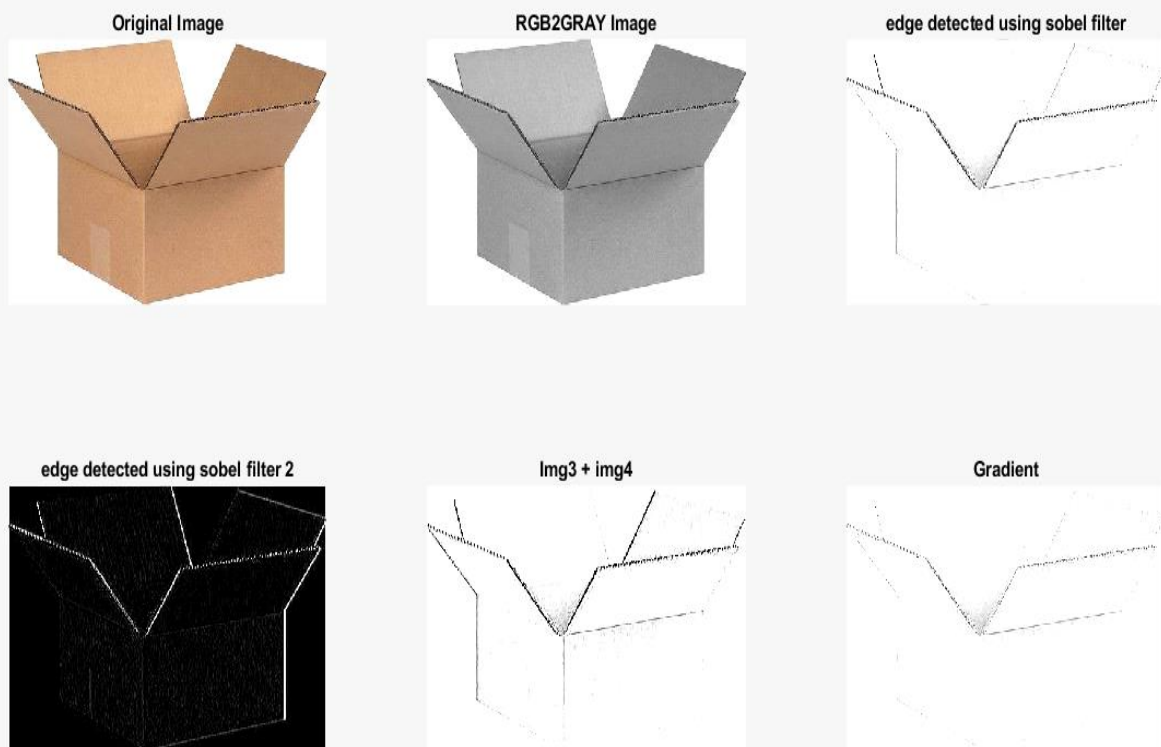 Original Image
RGB2GRAY Image
edge detected using sobel filter
edge detected using sobel filter 2
Img3 + img4
Gradient